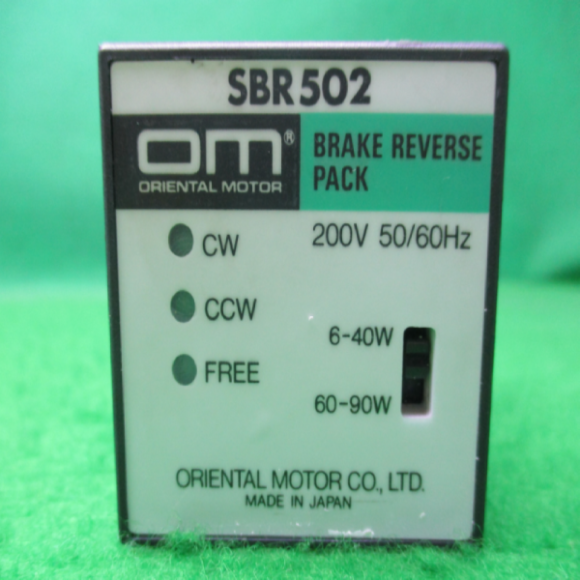 SBR502
om®
ORIENTAL MOTOR
BRAKE REVERSE
PACK
200V 50/60Hz
CW
CCW
FREE
6-40W
60-90W
ORIENTAL MOTOR CO., LTD.
MADE IN JAPAN